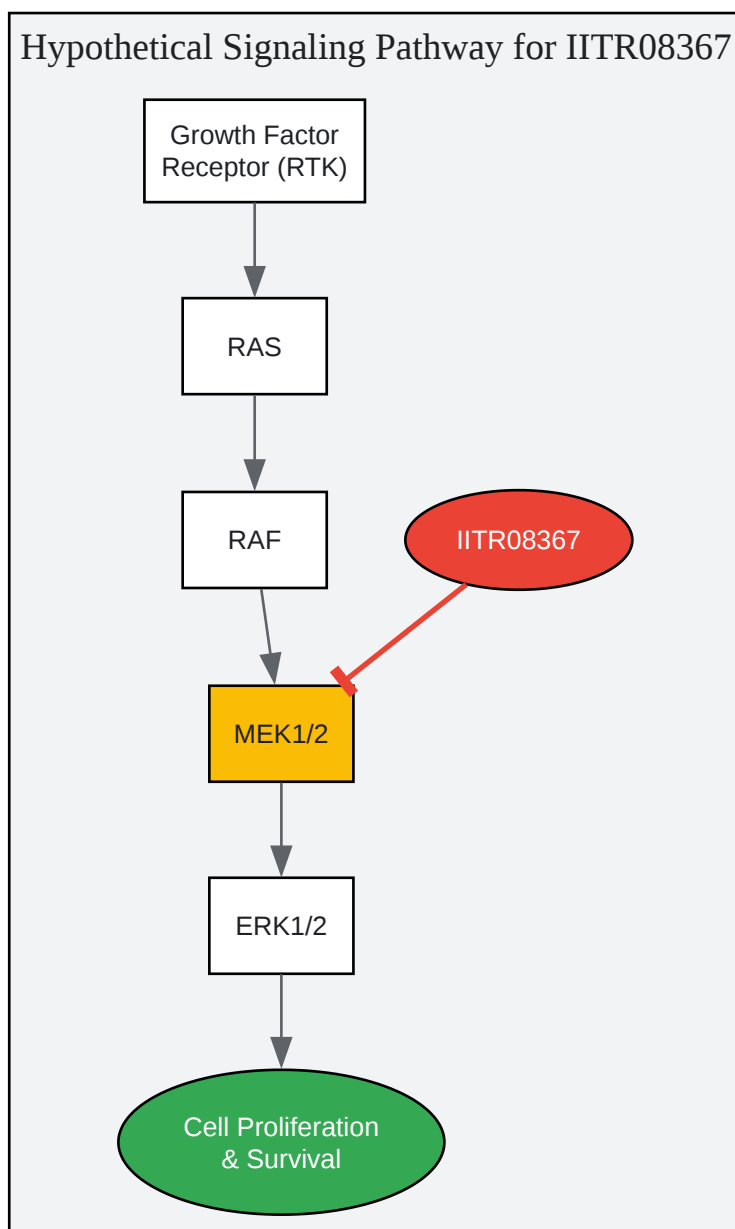 Hypothetical Signaling Pathway for IITR08367
Growth Factor
Receptor (RTK)
RAS
RAF
IITR08367
MEK1/2
ERK1/2
Cell Proliferation
& Survival